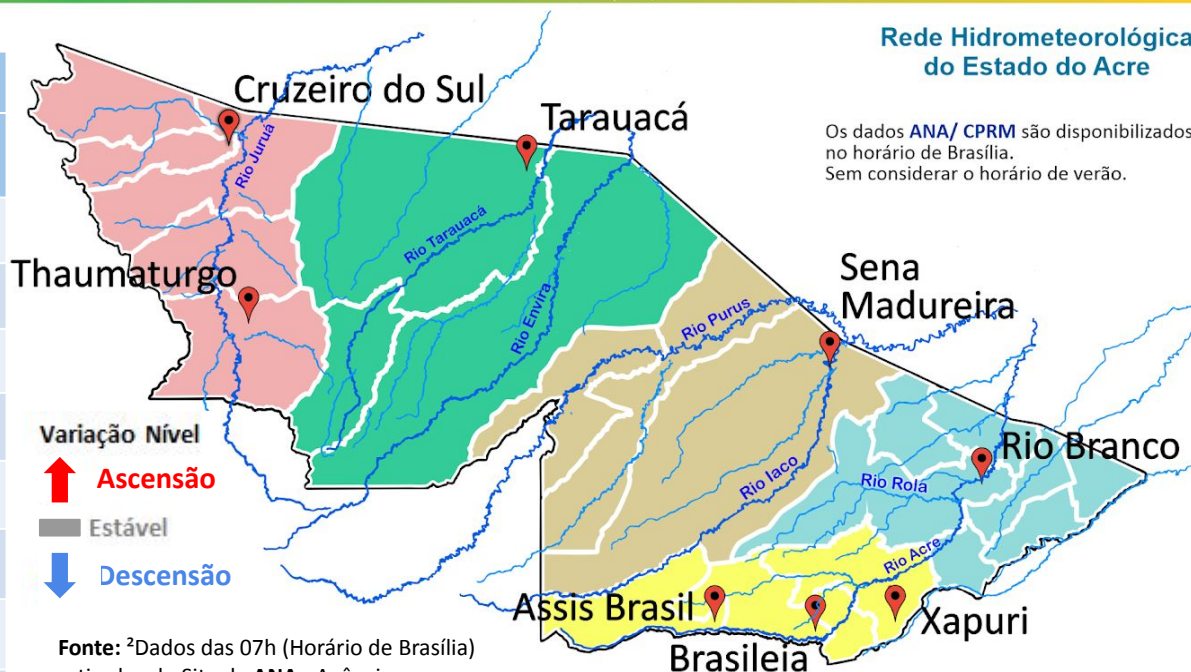 Rede Hidrometeorológica
do Estado do Acre
Os dados ANA/ CPRM são disponibilizados
no horário de Brasília.
Sem considerar o horário de verão.
Cruzeiro do Sul
Tarauacá
Rio Juruá
Rio Tarauacá
Thaumaturgo
Rio Envira
Sena
Madureira
Rio Purus
Variação Nível
Ascensão
Estável
Descensão
Rio Branco
Rio Iaco
Rio Rola
Rio Acre
Assis Brasil
Xapuri
Brasileia
Fonte: ²Dados das 07h (Horário de Brasília)